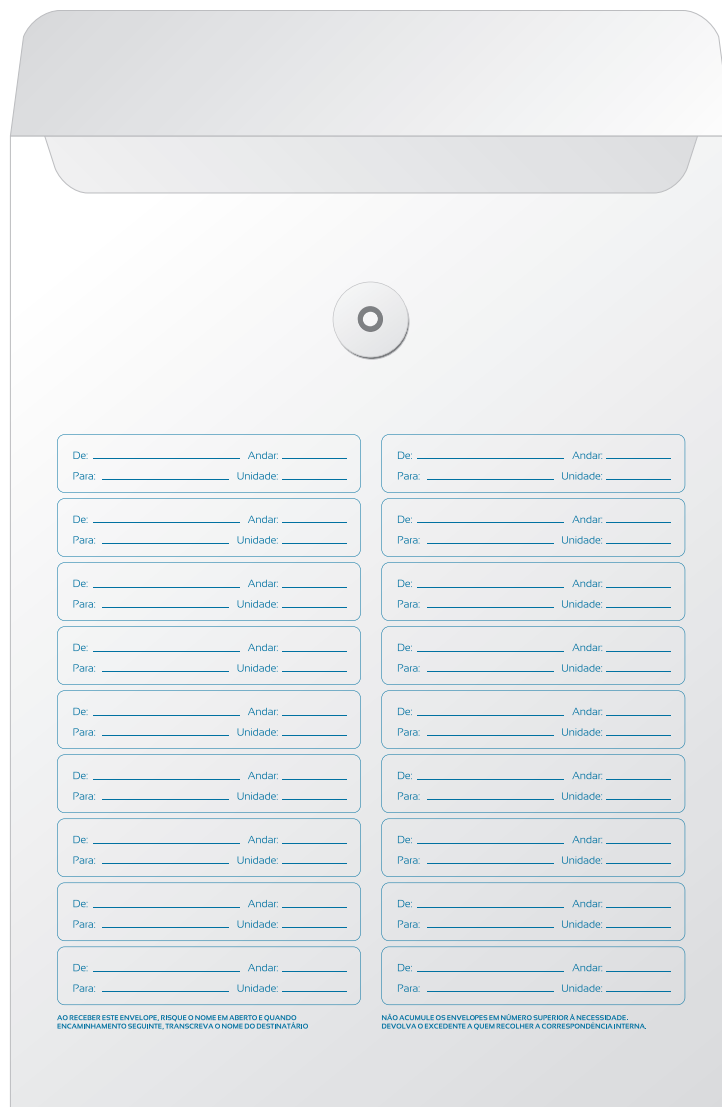 De: Andar: De: Andar:
Para: Unidade: Para: Unidade:
De: Andar: De: Andar:
Para: Unidade: Para: Unidade:
De: Andar: De: Andar:
Para: Unidade: Para: Unidade:
De: Andar: De: Andar:
Para: Unidade: Para: Unidade:
De: Andar: De: Andar:
Para: Unidade: Para: Unidade:
De: Andar: De: Andar:
Para: Unidade: Para: Unidade:
De: Andar: De: Andar:
Para: Unidade: Para: Unidade:
De: Andar: De: Andar:
Para: Unidade: Para: Unidade:
De: Andar: De: Andar:
Para: Unidade: Para: Unidade:
AO RECEBER ESTE ENVELOPE, RISQUE O NOME EM ABERTO E QUANDO
ENCAMINHAMENTO SEGUINTE, TRANSCREVA O NOME DO DESTINATÁRIO
NÃO ACUMULE OS ENVELOPES EM NÚMERO SUPERIOR Á NECESSIDADE.
DEVOLVA O EXCEDENTE A QUEM RECOLHER A CORRESPONDÊNCIA INTERNA.